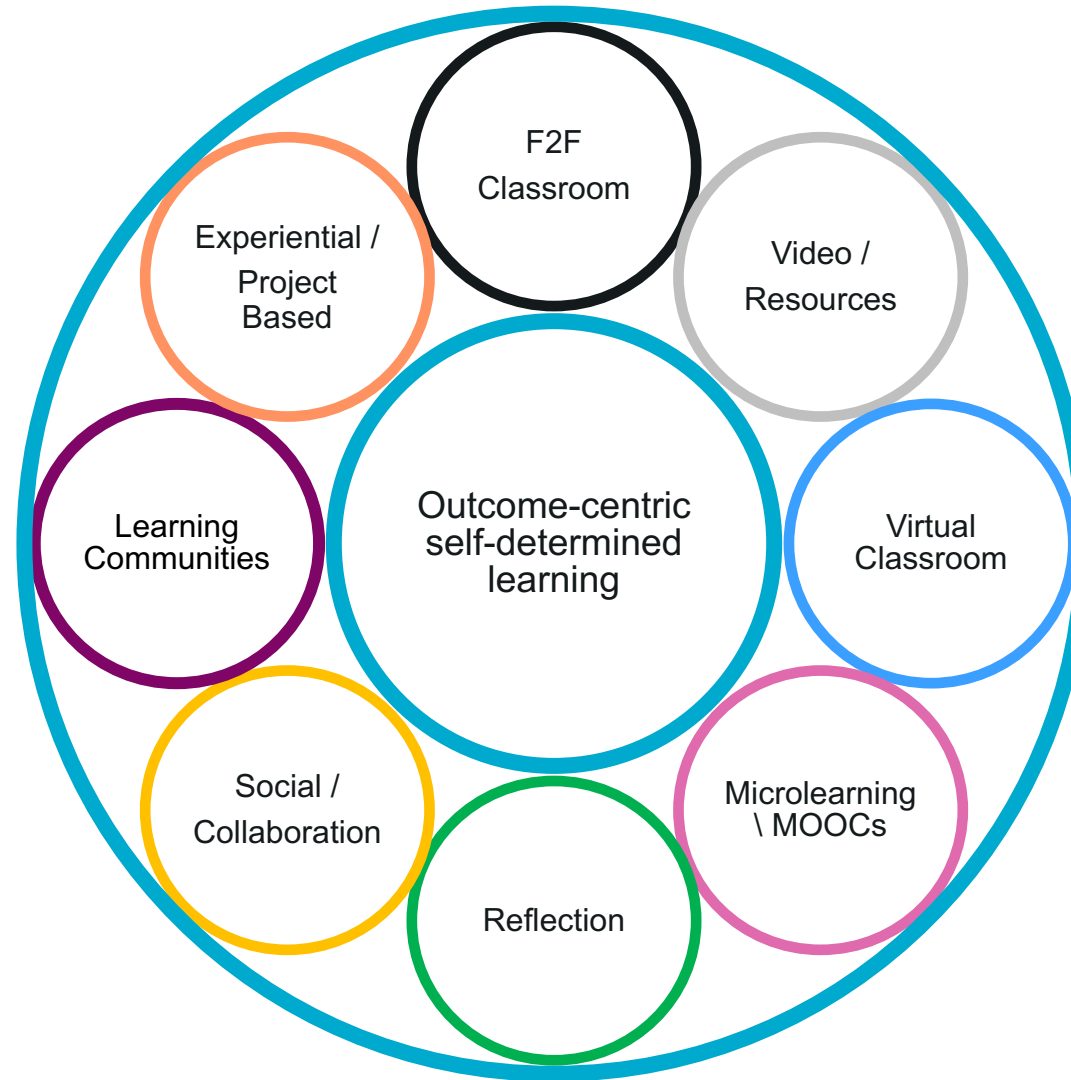 F2F
Classroom
Experiential /
Project
Based
Video /
Resources
Learning
Communities
Outcome-centric
self-determined
learning
Virtual
Classroom
Social /
Collaboration
Microlearning
\ MOOCs
Reflection